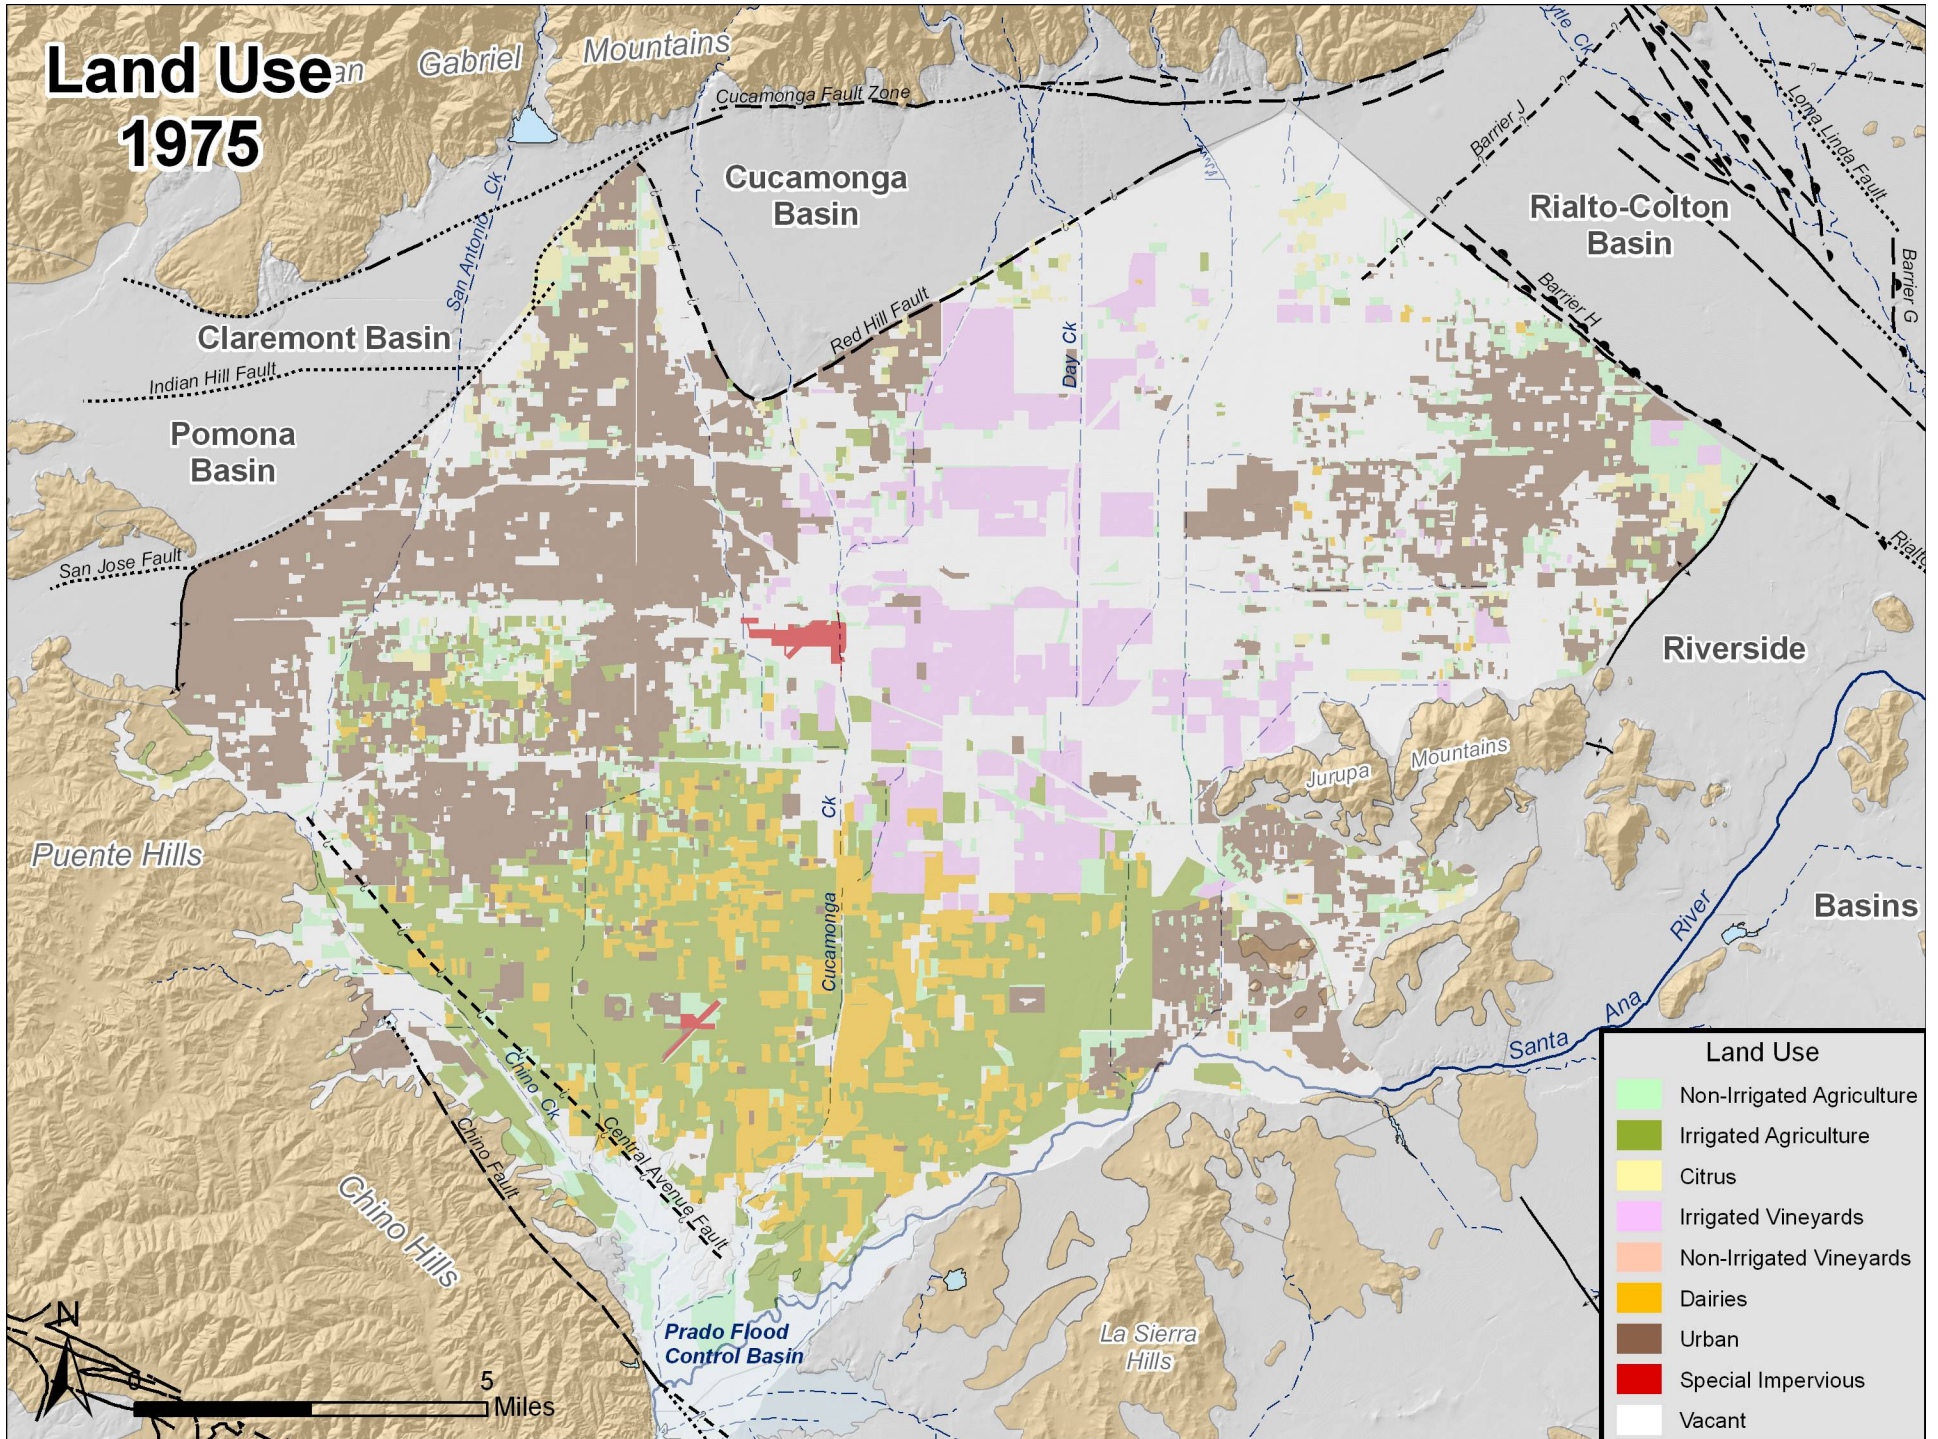 Land Use
1975
an Gabriel Mountains
Cucamonga Fault Zone
Lytle Ck
Barrier J
Loma Linda Fault
Cucamonga
Basin
Rialto-Colton
Basin
San Antonio Ck
Barrier G
Barrier H
Red Hill Fault
Claremont Basin
Day Ck
Indian Hill Fault
Pomona
Basin
San Jose Fault
Rialto
Riverside
Jurupa Mountains
Puente Hills
Cucamonga Ck
Basins
Santa Ana River
Chino Ck
Central Avenue Fault
Chino Fault
Chino Hills
Prado Flood
Control Basin
La Sierra
Hills
N
0 5
Miles
Land Use
Non-Irrigated Agriculture
Irrigated Agriculture
Citrus
Irrigated Vineyards
Non-Irrigated Vineyards
Dairies
Urban
Special Impervious
Vacant